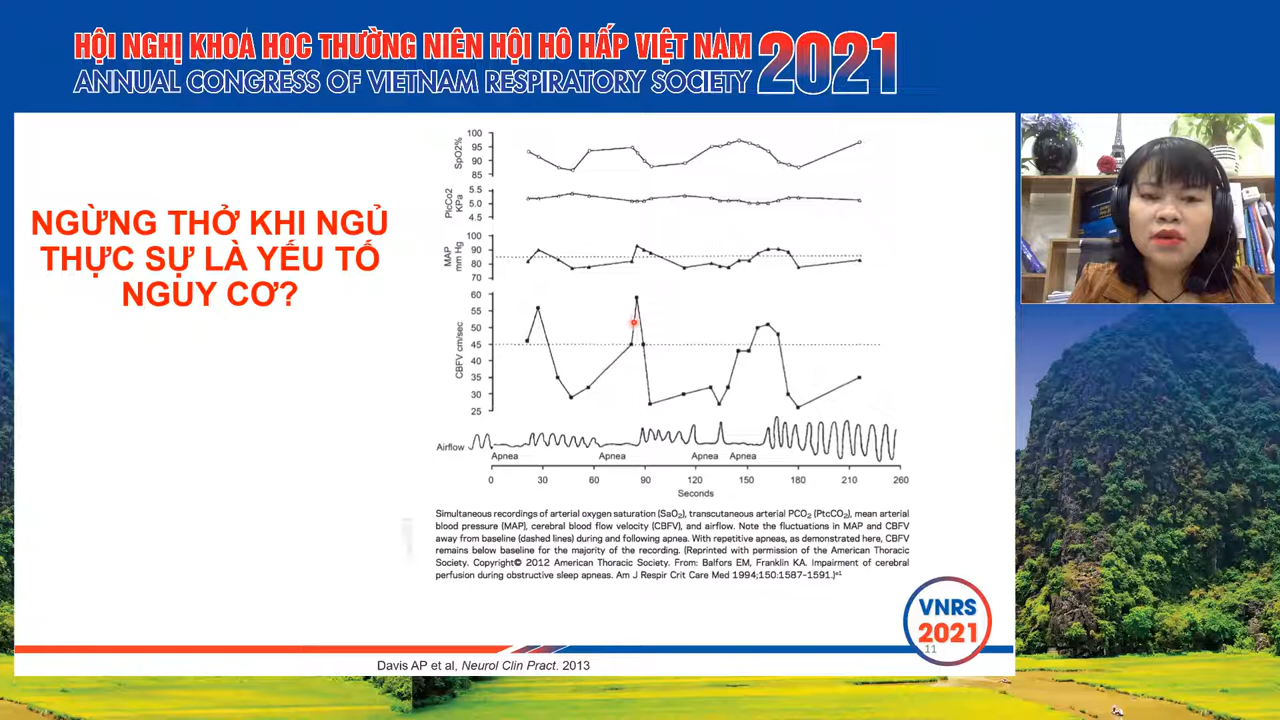 HỘI NGHỊ KHOA HỌC THƯỜNG NIÊN HỘI HÔ HẤP VIỆT NAM
ANNUAL CONGRESS OF VIETNAM RESPIRATORY SOCIETY
2021
NGỪNG THỞ KHI NGỦ
THỰC SỰ LÀ YẾU TỐ
NGUY CƠ?
SpO2%
100
95
90
85
PtcCo2
KPa
5.5
5.0
4.5
MAP
mm Hg
100
90
80
70
CBFV cm/sec
60
55
50
45
40
35
30
25
Airflow
Apnea Apnea Apnea Apnea
0 30 60 90 120 150 180 210 260
Seconds
Simultaneous recordings of arterial oxygen saturation (SaO2), transcutaneous arterial PCO2 (PtcCO2), mean arterial
blood pressure (MAP), cerebral blood flow velocity (CBFV), and airflow. Note the fluctuations in MAP and CBFV
away from baseline (dashed lines) during and following apnea. With repetitive apneas, as demonstrated here, CBFV
remains below baseline for the majority of the recording. (Reprinted with permission of the American Thoracic
Society. Copyright© 2012 American Thoracic Society. From: Balfors EM, Franklin KA. Impairment of cerebral
perfusion during obstructive sleep apneas. Am J Respir Crit Care Med 1994;150:1587-1591.)e1
VNRS
2021
11
Davis AP et al, Neurol Clin Pract. 2013